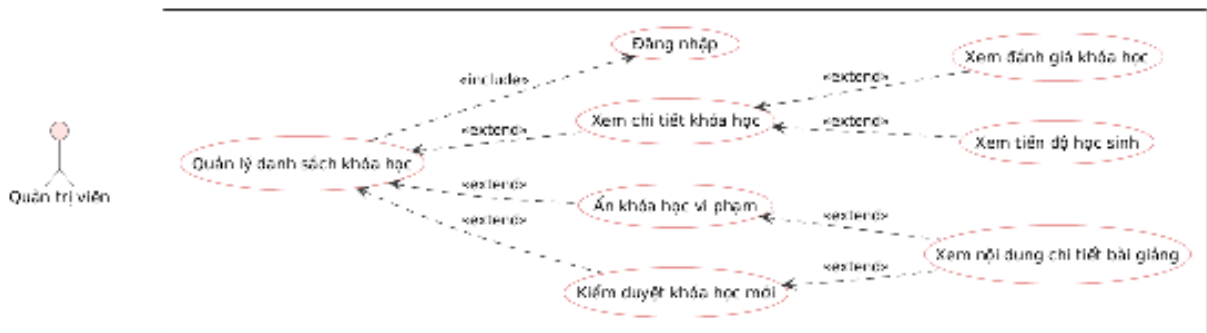 Đăng nhập
Xem đánh giá khóa học
«include»
«extend»
Xem chi tiết khóa học
«extend»
«extend»
Xem tiến độ học sinh
Quản lý danh sách khóa học
Quản trị viên
«extend»
Ẩn khóa học vi phạm
«extend»
«extend»
Xem nội dung chi tiết bài giảng
«extend»
Kiểm duyệt khóa học mới